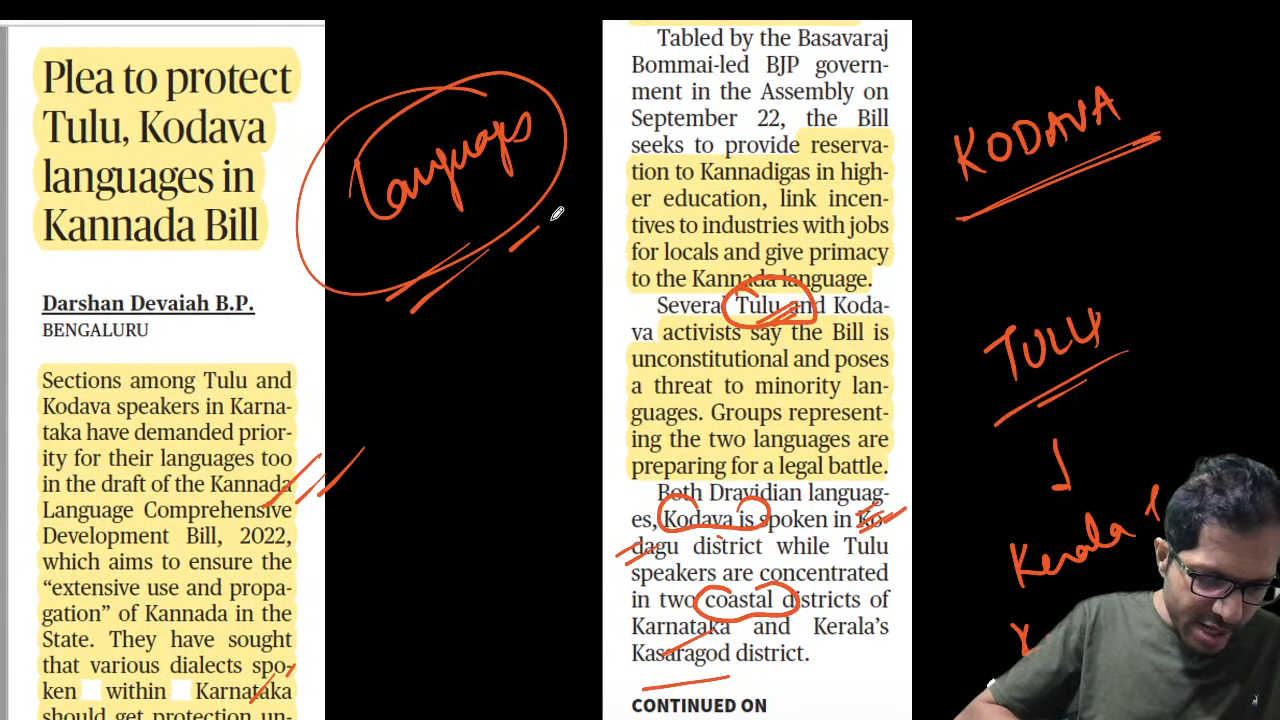 Plea to protect
Tulu, Kodava
languages in
Kannada Bill
Darshan Devaiah B.P.
BENGALURU
Sections among Tulu and
Kodava speakers in Karna-
taka have demanded prior-
ity for their languages too
in the draft of the Kannada
Language Comprehensive
Development Bill, 2022,
which aims to ensure the
“extensive use and propa-
gation” of Kannada in the
State. They have sought
that various dialects spo-
ken within Karnataka
should get protection un-
Languages
Tabled by the Basavaraj
Bommai-led BJP govern-
ment in the Assembly on
September 22, the Bill
seeks to provide reserva-
tion to Kannadigas in high-
er education, link incen-
tives to industries with jobs
for locals and give primacy
to the Kannada language.
Several Tulu and Koda-
va activists say the Bill is
unconstitutional and poses
a threat to minority lan-
guages. Groups represent-
ing the two languages are
preparing for a legal battle.
Both Dravidian languag-
es, Kodava is spoken in Ko-
dagu district while Tulu
speakers are concentrated
in two coastal districts of
Karnataka and Kerala’s
Kasaragod district.
CONTINUED ON
KODAVA
TULU
Kerala